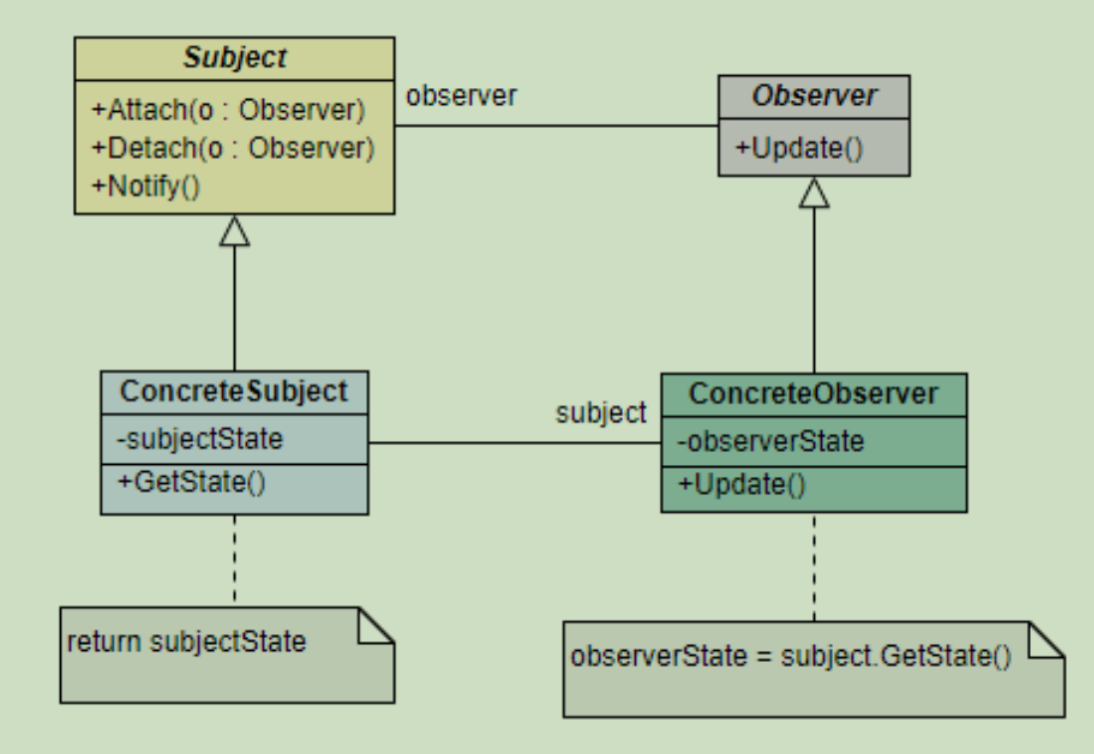 Subject
+Attach(o : Observer)
+Detach(o : Observer)
+Notify()
observer
Observer
+Update()
ConcreteSubject
-subjectState
+GetState()
subject
ConcreteObserver
-observerState
+Update()
return subjectState
observerState = subject.GetState()